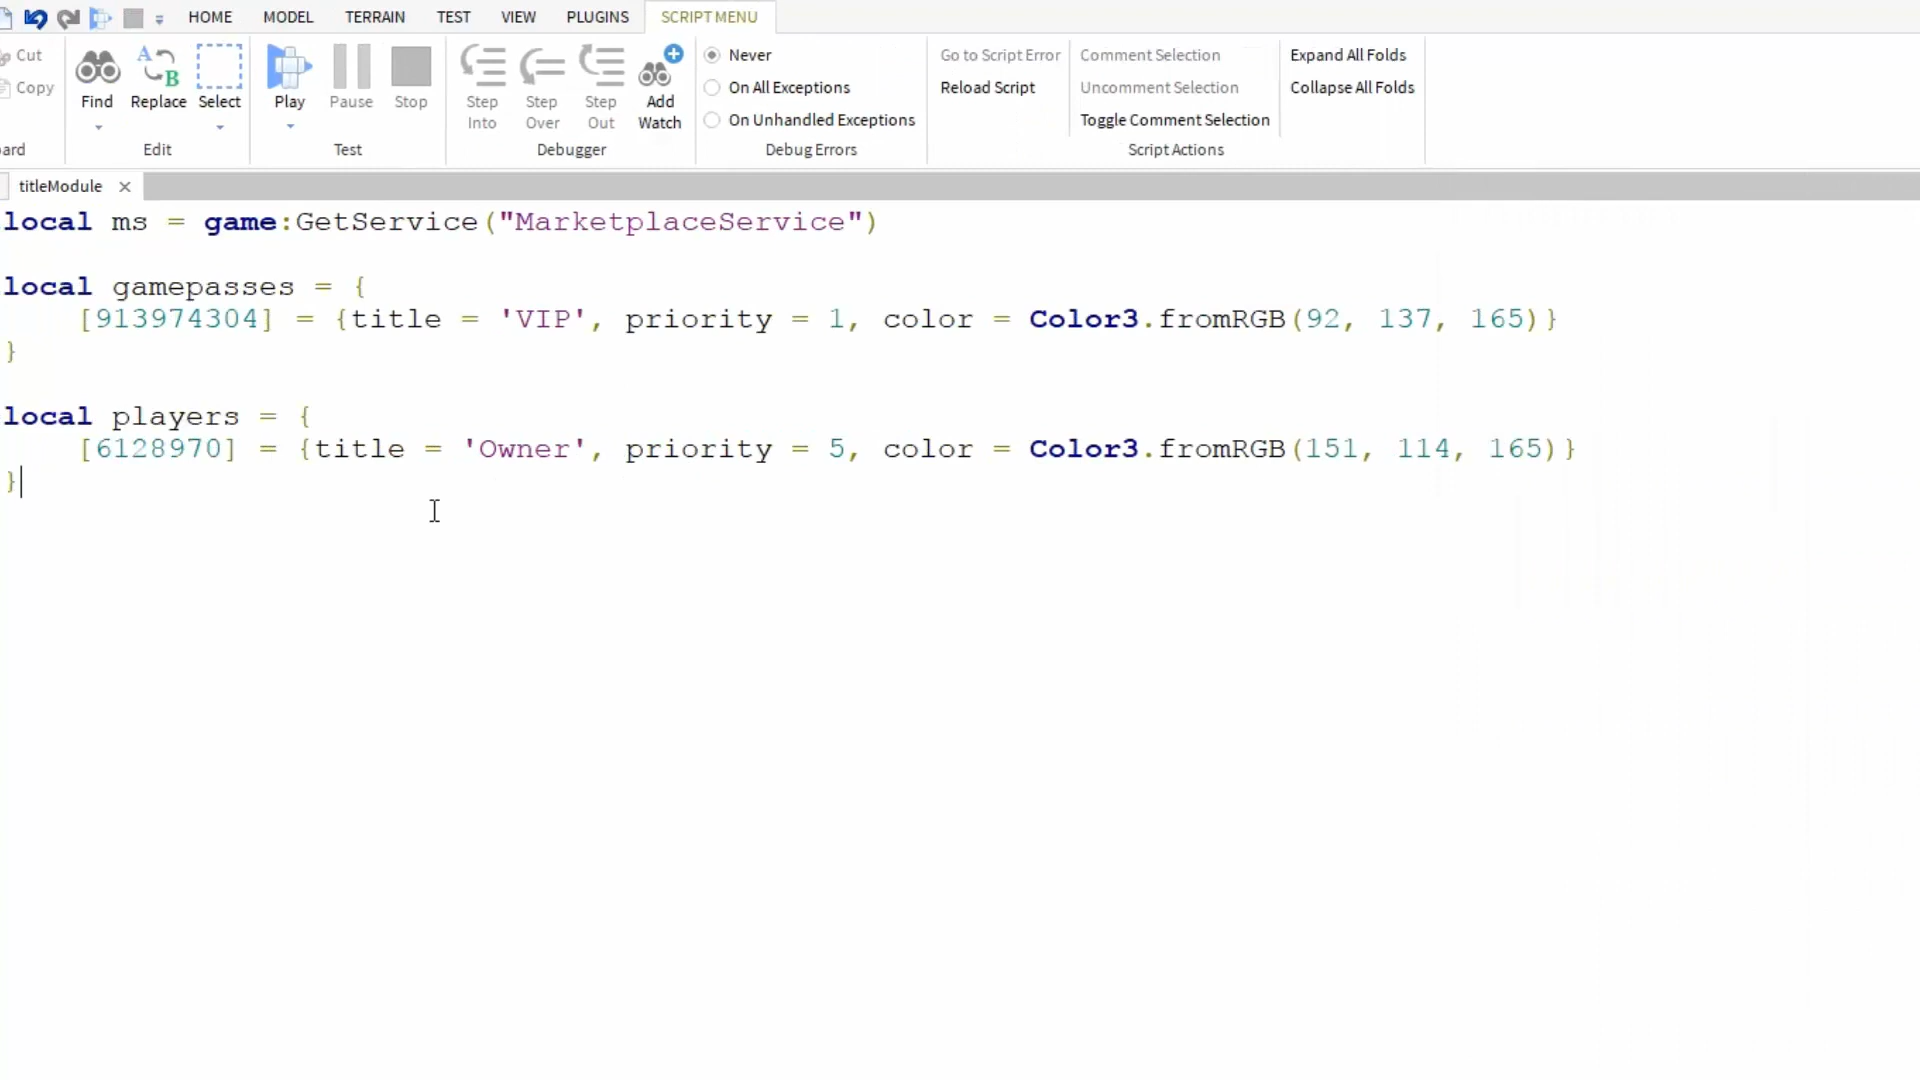 HOME MODEL TERRAIN TEST VIEW PLUGINS SCRIPT MENU
Cut
Copy
Find
Replace
Select
Edit
Play
Pause
Stop
Test
Step Into
Step Over
Step Out
Add Watch
Debugger
Never
On All Exceptions
On Unhandled Exceptions
Debug Errors
Go to Script Error
Reload Script
Comment Selection
Uncomment Selection
Toggle Comment Selection
Expand All Folds
Collapse All Folds
Script Actions
titleModule
local ms = game:GetService("MarketplaceService")
local gamepasses = {
[913974304] = {title = 'VIP', priority = 1, color = Color3.fromRGB(92, 137, 165)}
}
local players = {
[6128970] = {title = 'Owner', priority = 5, color = Color3.fromRGB(151, 114, 165)}
}